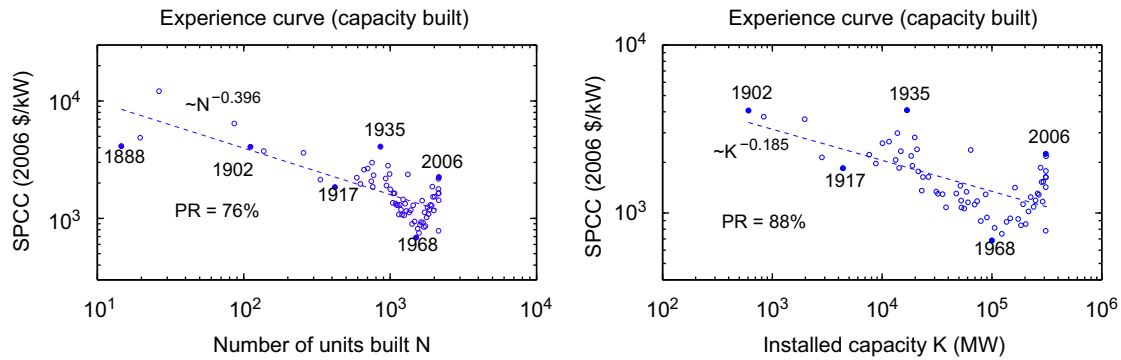 Experience curve (capacity built)
SPCC (2006 $/kW)
10^4
10^3
~N^−0.396
1888
1902
1917
1935
1968
2006
PR = 76%
10^1
10^2
10^3
10^4
Number of units built N
Experience curve (capacity built)
SPCC (2006 $/kW)
10^4
10^3
1902
1935
2006
~K^−0.185
1917
1968
PR = 88%
10^2
10^3
10^4
10^5
10^6
Installed capacity K (MW)